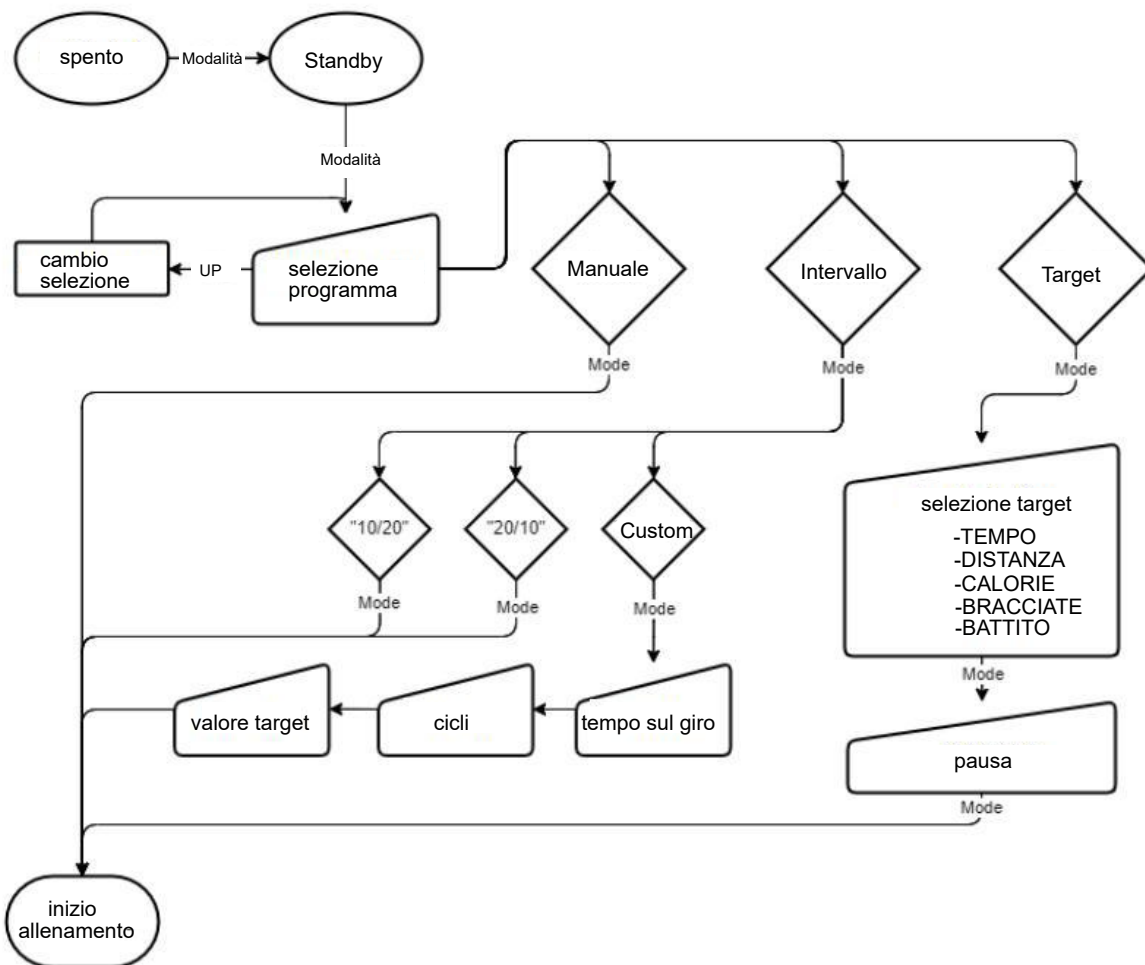 spento
Modalità
Standby
Modalità
cambio
selezione
UP
selezione
programma
Manuale
Intervallo
Target
Mode
Mode
Mode
"10/20"
"20/10"
Custom
Mode
Mode
Mode
selezione target
-TEMPO
-DISTANZA
-CALORIE
-BRACCIATE
-BATTITO
Mode
valore target
cicli
tempo sul giro
pausa
Mode
inizio
allenamento